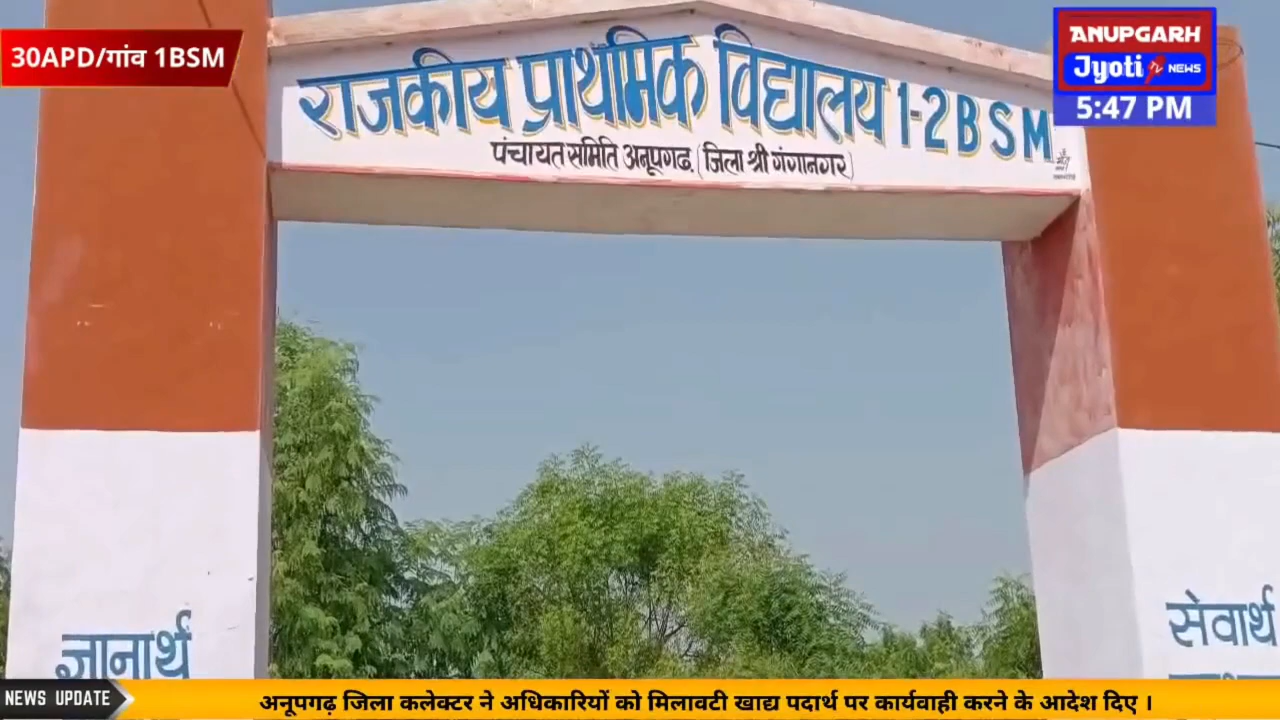 30APD/गांव 1BSM
ANUPGARH
Jyoti
NEWS
5:47 PM
राजकीय प्राथमिक विद्यालय 1-2 B S M
पंचायत समिति अनूपगढ़ (जिला श्री गंगानगर)
ज्ञानार्थ
सेवार्थ
NEWS UPDATE
अनूपगढ़ जिला कलेक्टर ने अधिकारियों को मिलावटी खाद्य पदार्थ पर कार्यवाही करने के आदेश दिए ।